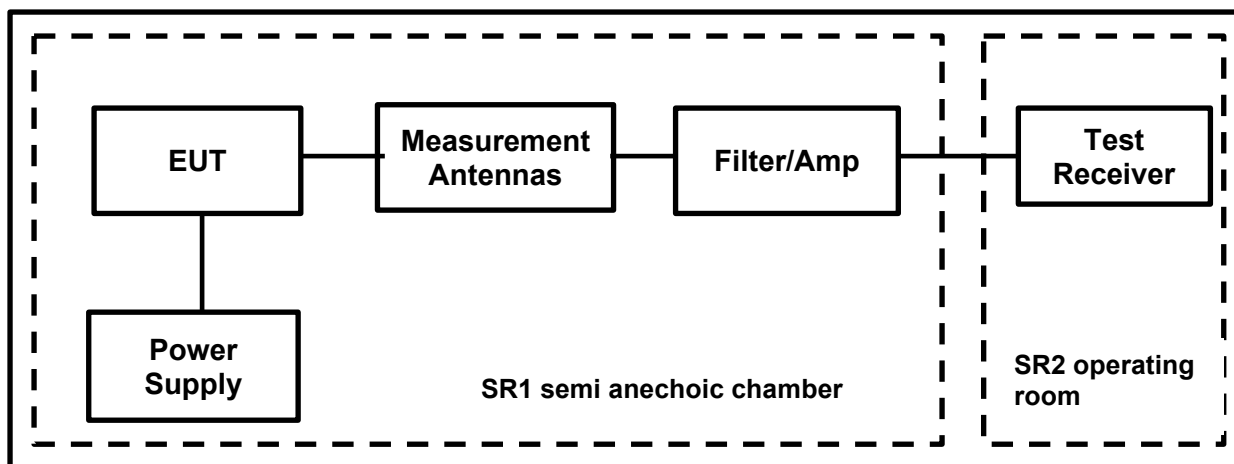 EUT
Measurement
Antennas
Filter/Amp
Test
Receiver
Power
Supply
SR1 semi anechoic chamber
SR2 operating
room